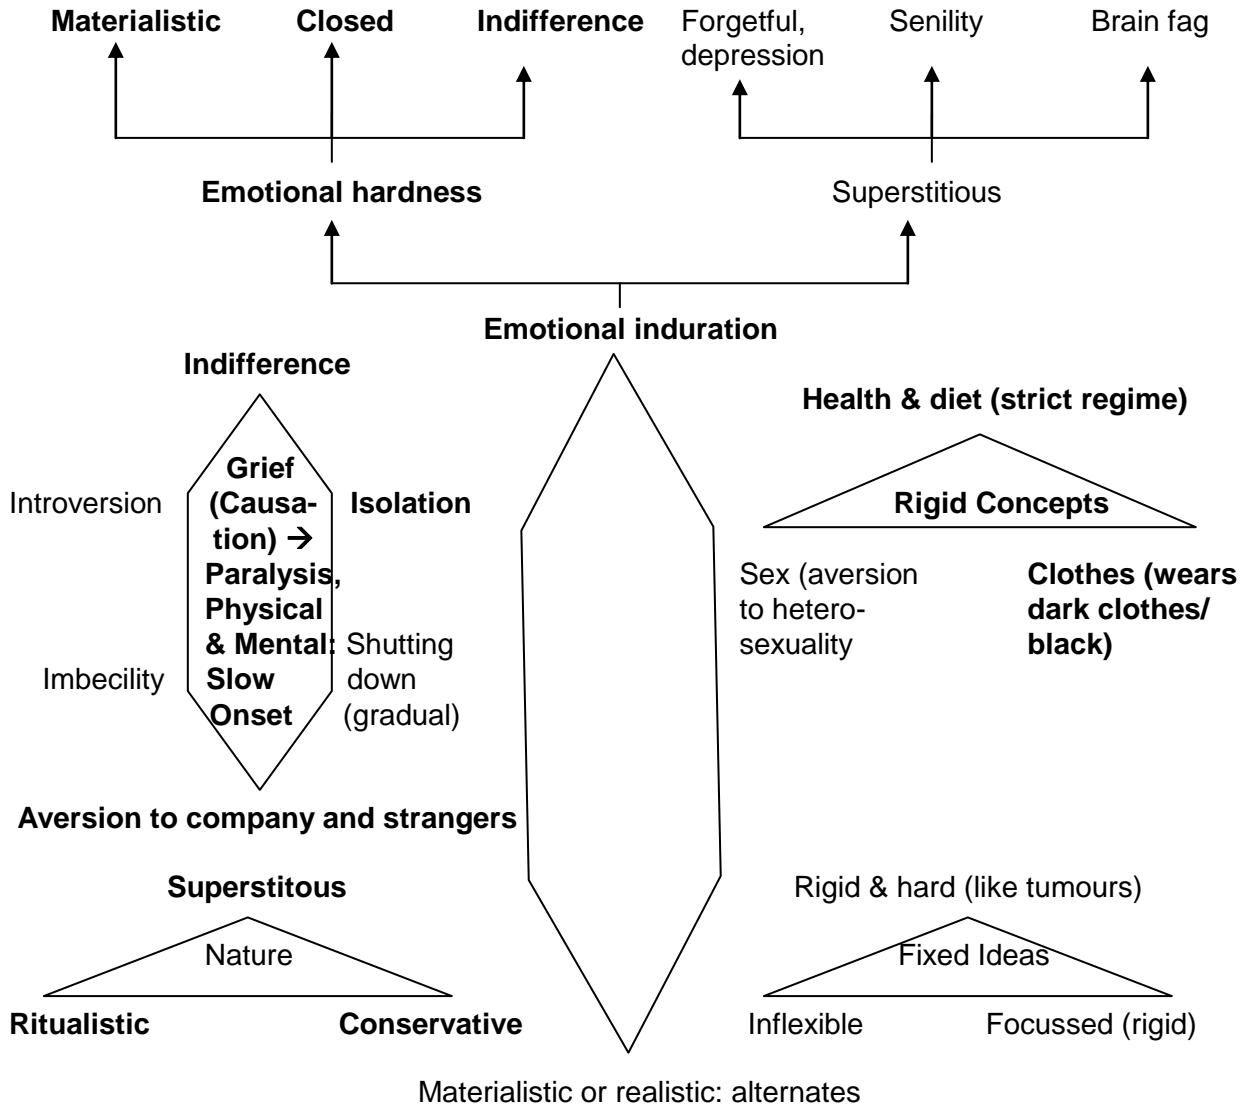 Materialistic
Closed
Indifference
Forgetful,
depression
Senility
Brain fag
Emotional hardness
Superstitious
Emotional induration
Indifference
Introversion
Grief
(Causa-
tion) →
Paralysis,
Physical
& Mental:
Slow
Onset
Isolation
Imbecility
Shutting
down
(gradual)
Aversion to company and strangers
Health & diet (strict regime)
Rigid Concepts
Sex (aversion
to hetero-
sexuality
Clothes (wears
dark clothes/
black)
Superstitous
Nature
Ritualistic
Conservative
Rigid & hard (like tumours)
Fixed Ideas
Inflexible
Focussed (rigid)
Materialistic or realistic: alternates